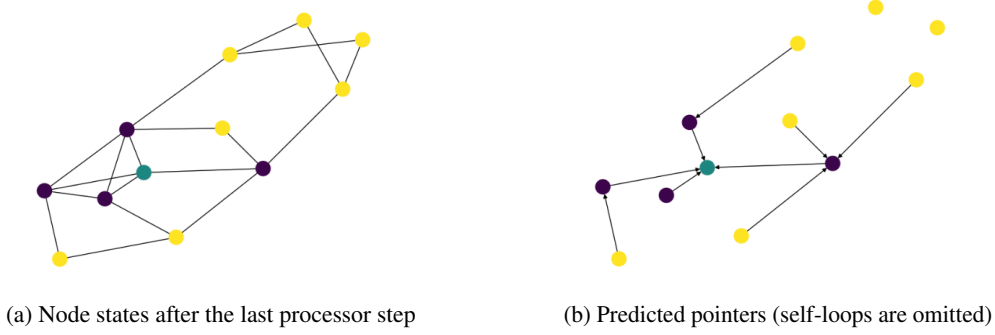 (a) Node states after the last processor step
(b) Predicted pointers (self-loops are omitted)